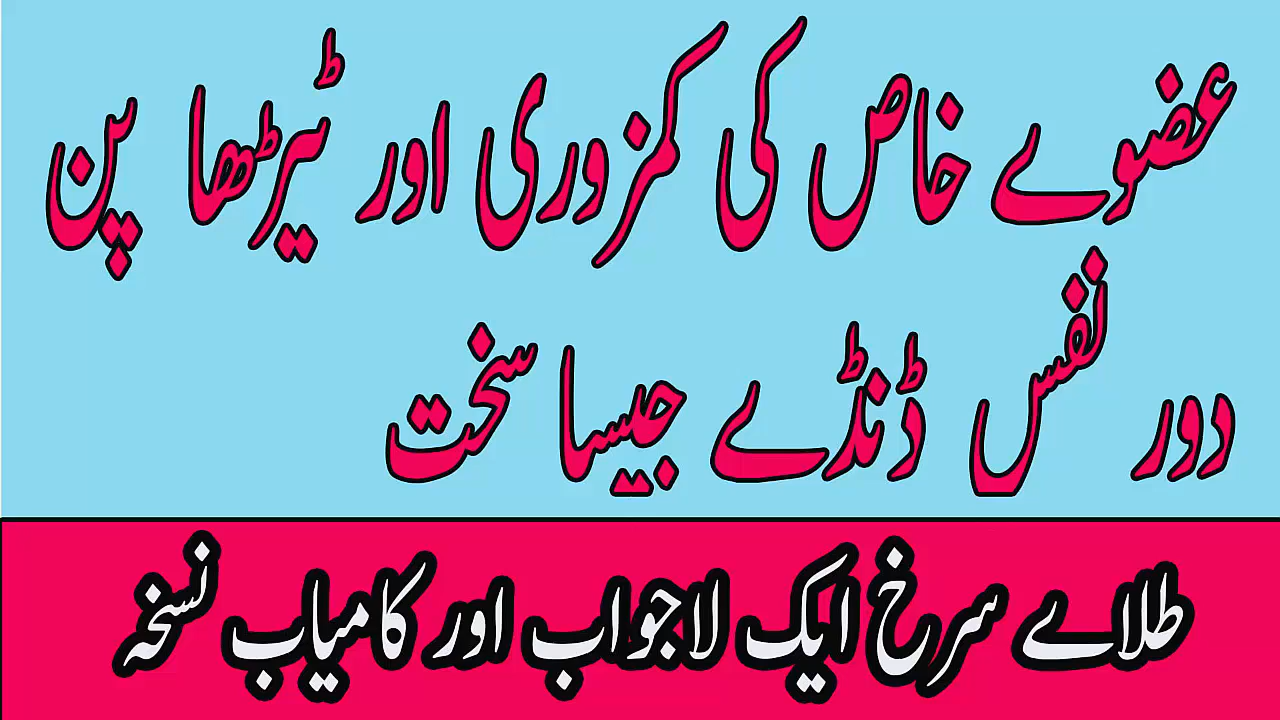 عضوے خاص کی کمزوری اور ٹیڑھا پن
دور نفس ڈنڈے جیسا سخت
طلاے سرخ ایک لاجواب اور کامیاب نسخہ